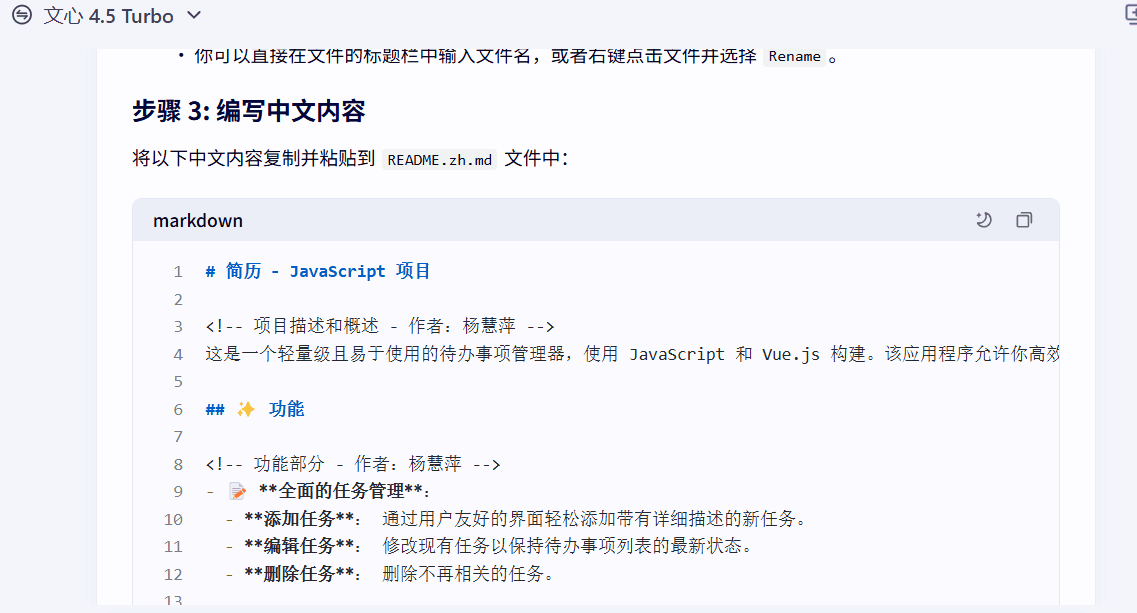 文心 4.5 Turbo
• 你可以直接在文件的标题栏中输入文件名，或者右键点击文件并选择 Rename 。
步骤 3: 编写中文内容
将以下中文内容复制并粘贴到 README.zh.md 文件中：
markdown
1 # 简历 - JavaScript 项目
2
3 <!-- 项目描述和概述 - 作者：杨慧萍 -->
4 这是一个轻量级且易于使用的待办事项管理器，使用 JavaScript 和 Vue.js 构建。该应用程序允许你高效
5
6 ## ✨ 功能
7
8 <!-- 功能部分 - 作者：杨慧萍 -->
9 - 📝 **全面的任务管理**：
10 - **添加任务**： 通过用户友好的界面轻松添加带有详细描述的新任务。
11 - **编辑任务**： 修改现有任务以保持待办事项列表的最新状态。
12 - **删除任务**： 删除不再相关的任务。
13